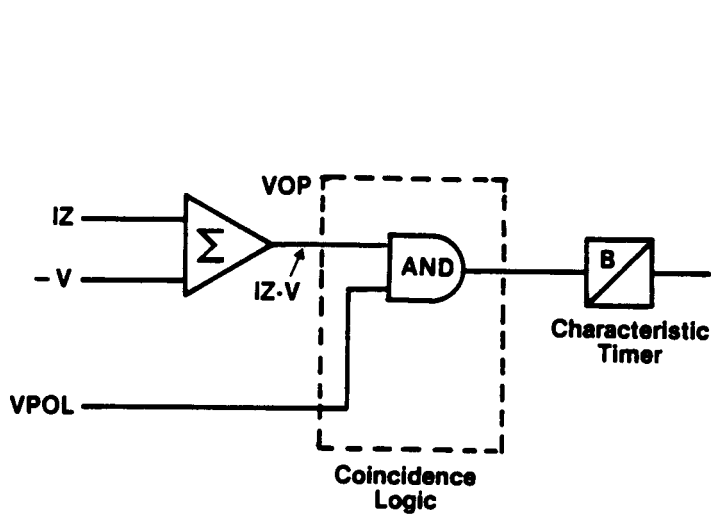 VOP
IZ
Σ
- V
IZ-V
AND
B
Characteristic
Timer
VPOL
Coincidence
Logic